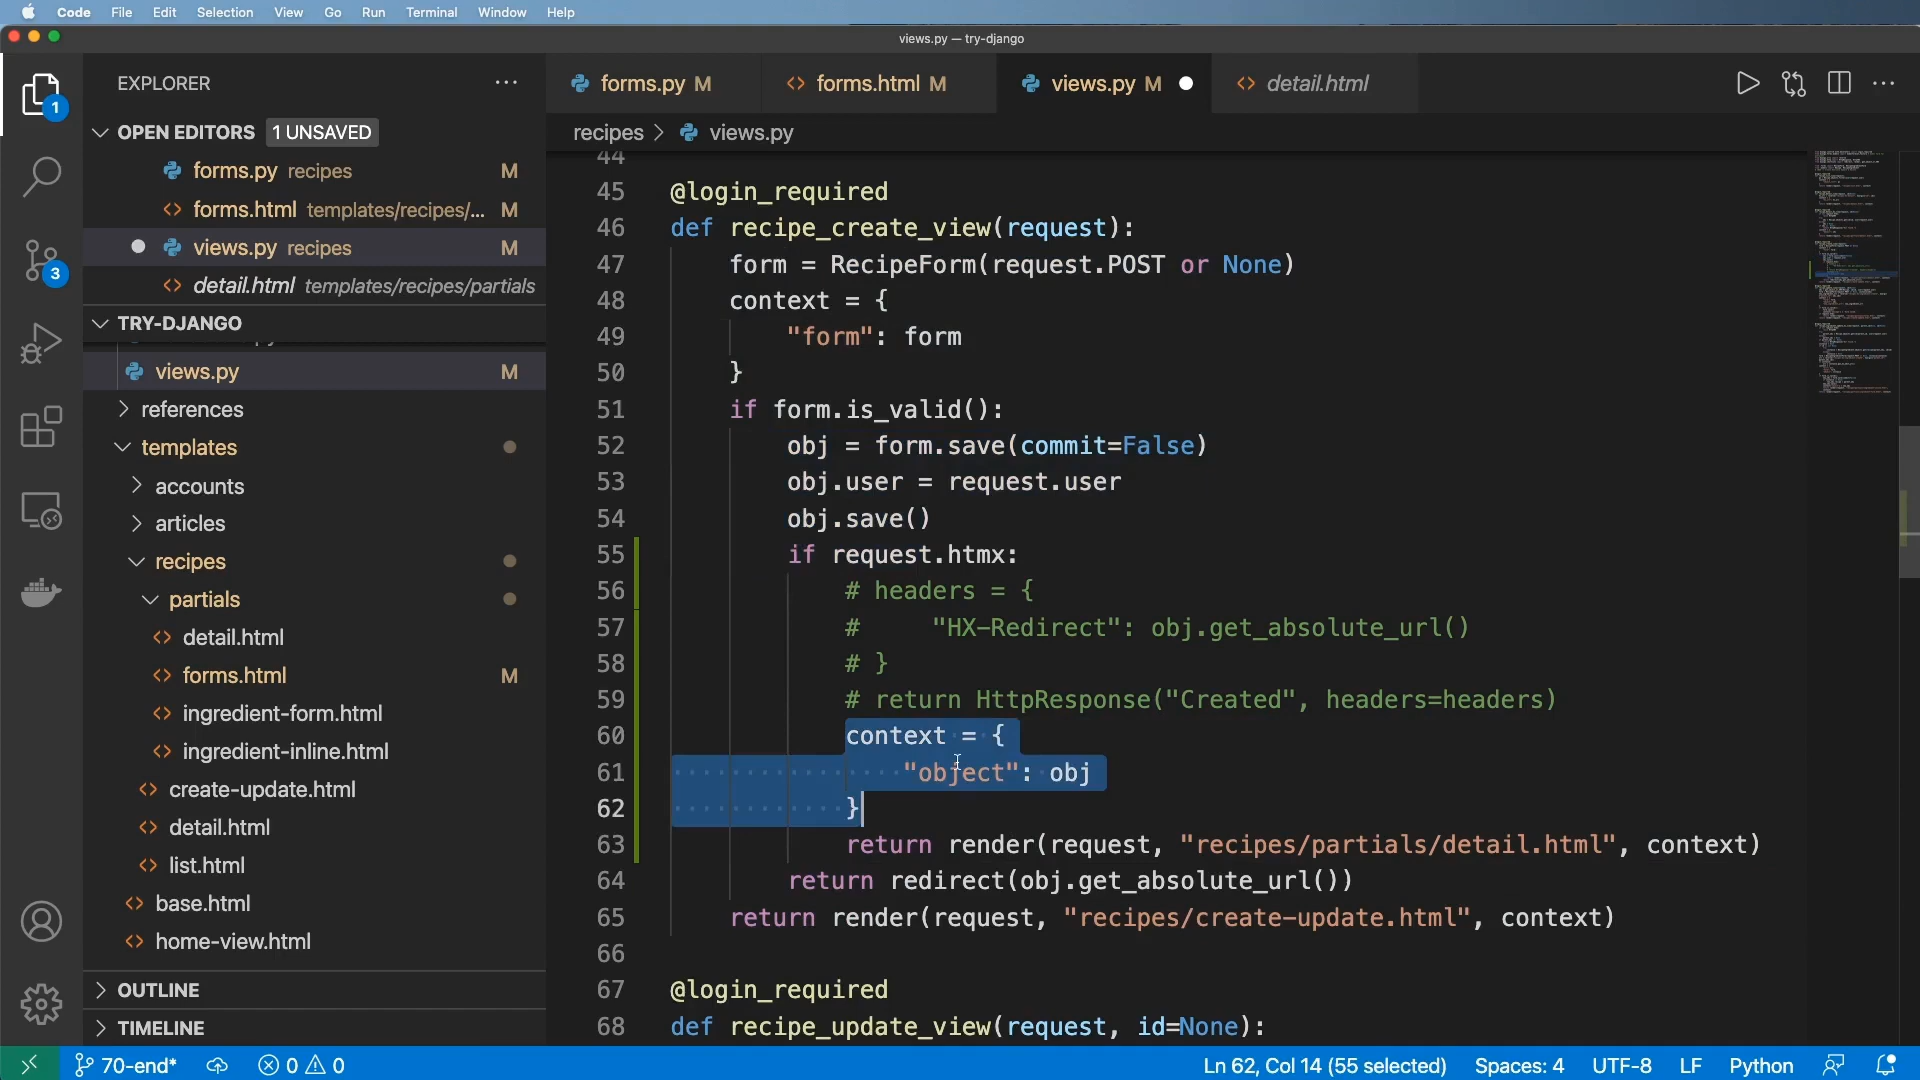 Code File Edit Selection View Go Run Terminal Window Help
views.py — try-django
EXPLORER
OPEN EDITORS 1 UNSAVED
forms.py recipes M
forms.html templates/recipes/... M
views.py recipes M
detail.html templates/recipes/partials
TRY-DJANGO
views.py M
references
templates
accounts
articles
recipes
partials
detail.html
forms.html M
ingredient-form.html
ingredient-inline.html
create-update.html
detail.html
list.html
base.html
home-view.html
OUTLINE
TIMELINE
1
3
forms.py M forms.html M views.py M detail.html
recipes > views.py
44
45 @login_required
46 def recipe_create_view(request):
47 form = RecipeForm(request.POST or None)
48 context = {
49 "form": form
50 }
51 if form.is_valid():
52 obj = form.save(commit=False)
53 obj.user = request.user
54 obj.save()
55 if request.htmx:
56 # headers = {
57 # "HX-Redirect": obj.get_absolute_url()
58 # }
59 # return HttpResponse("Created", headers=headers)
60 context = {
61 "object": obj
62 }
63 return render(request, "recipes/partials/detail.html", context)
64 return redirect(obj.get_absolute_url())
65 return render(request, "recipes/create-update.html", context)
66
67 @login_required
68 def recipe_update_view(request, id=None):
70-end* 0 0 Ln 62, Col 14 (55 selected) Spaces: 4 UTF-8 LF Python